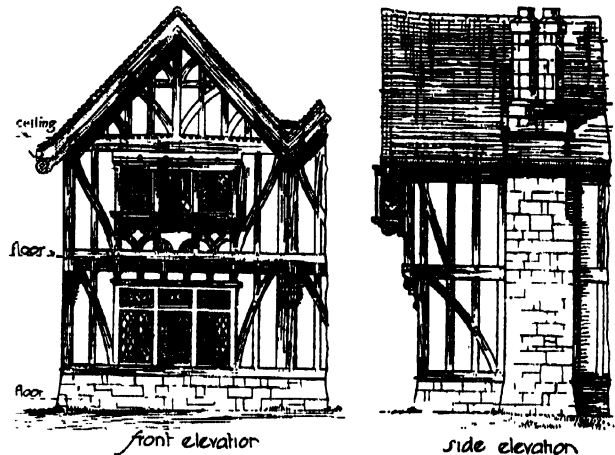 ceiling
floor
floor
front elevation
side elevation